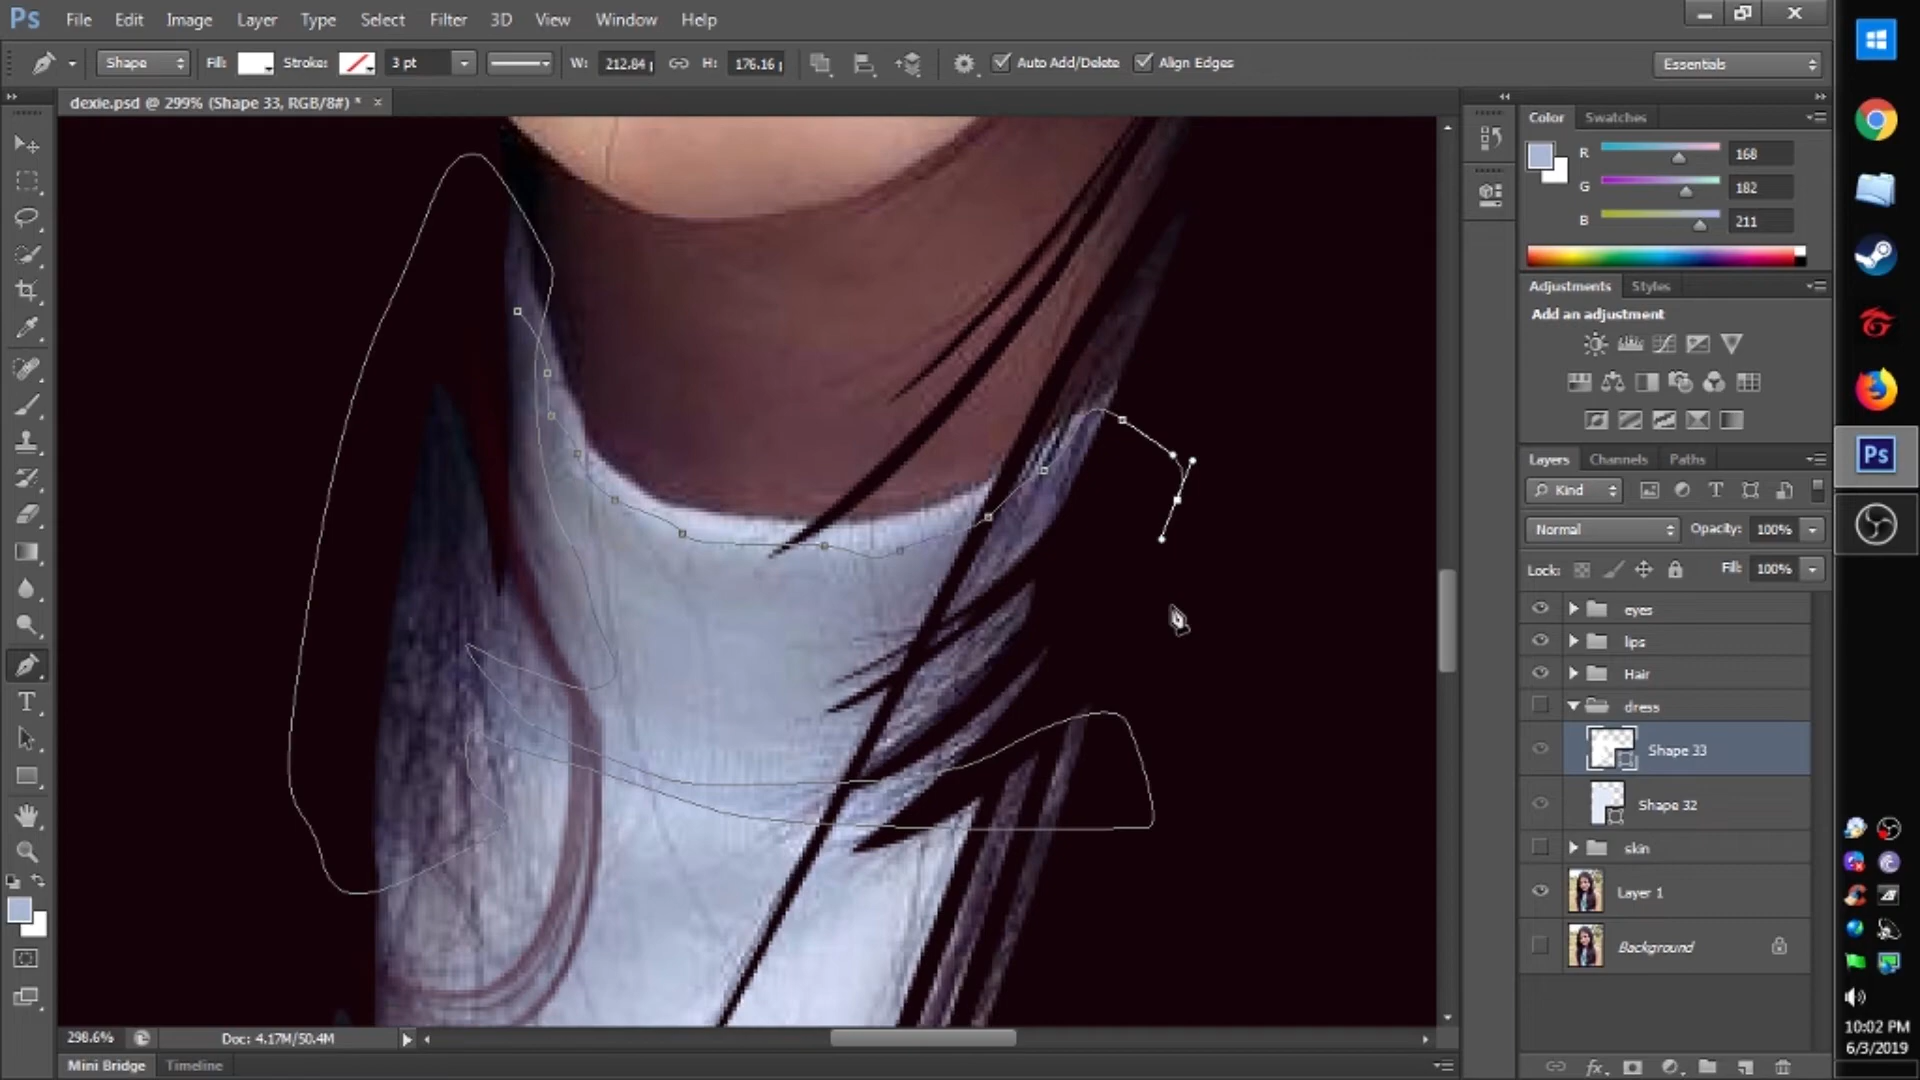 Ps File Edit Image Layer Type Select Filter 3D View Window Help
Shape Fill: Stroke: 3 pt W: 212.84 H: 176.16 Auto Add/Delete Align Edges Essentials
dexie.psd @ 299% (Shape 33, RGB/8#) * ×
Color Swatches
R 168
G 182
B 211
Adjustments Styles
Add an adjustment
Layers Channels Paths
Kind
Normal Opacity: 100%
Lock: Fill: 100%
eyes
lips
Hair
dress
Shape 33
Shape 32
skin
Layer 1
Background
298.6% Doc: 4.17M/50.4M
Mini Bridge Timeline
Ps
10:02 PM
6/3/2019